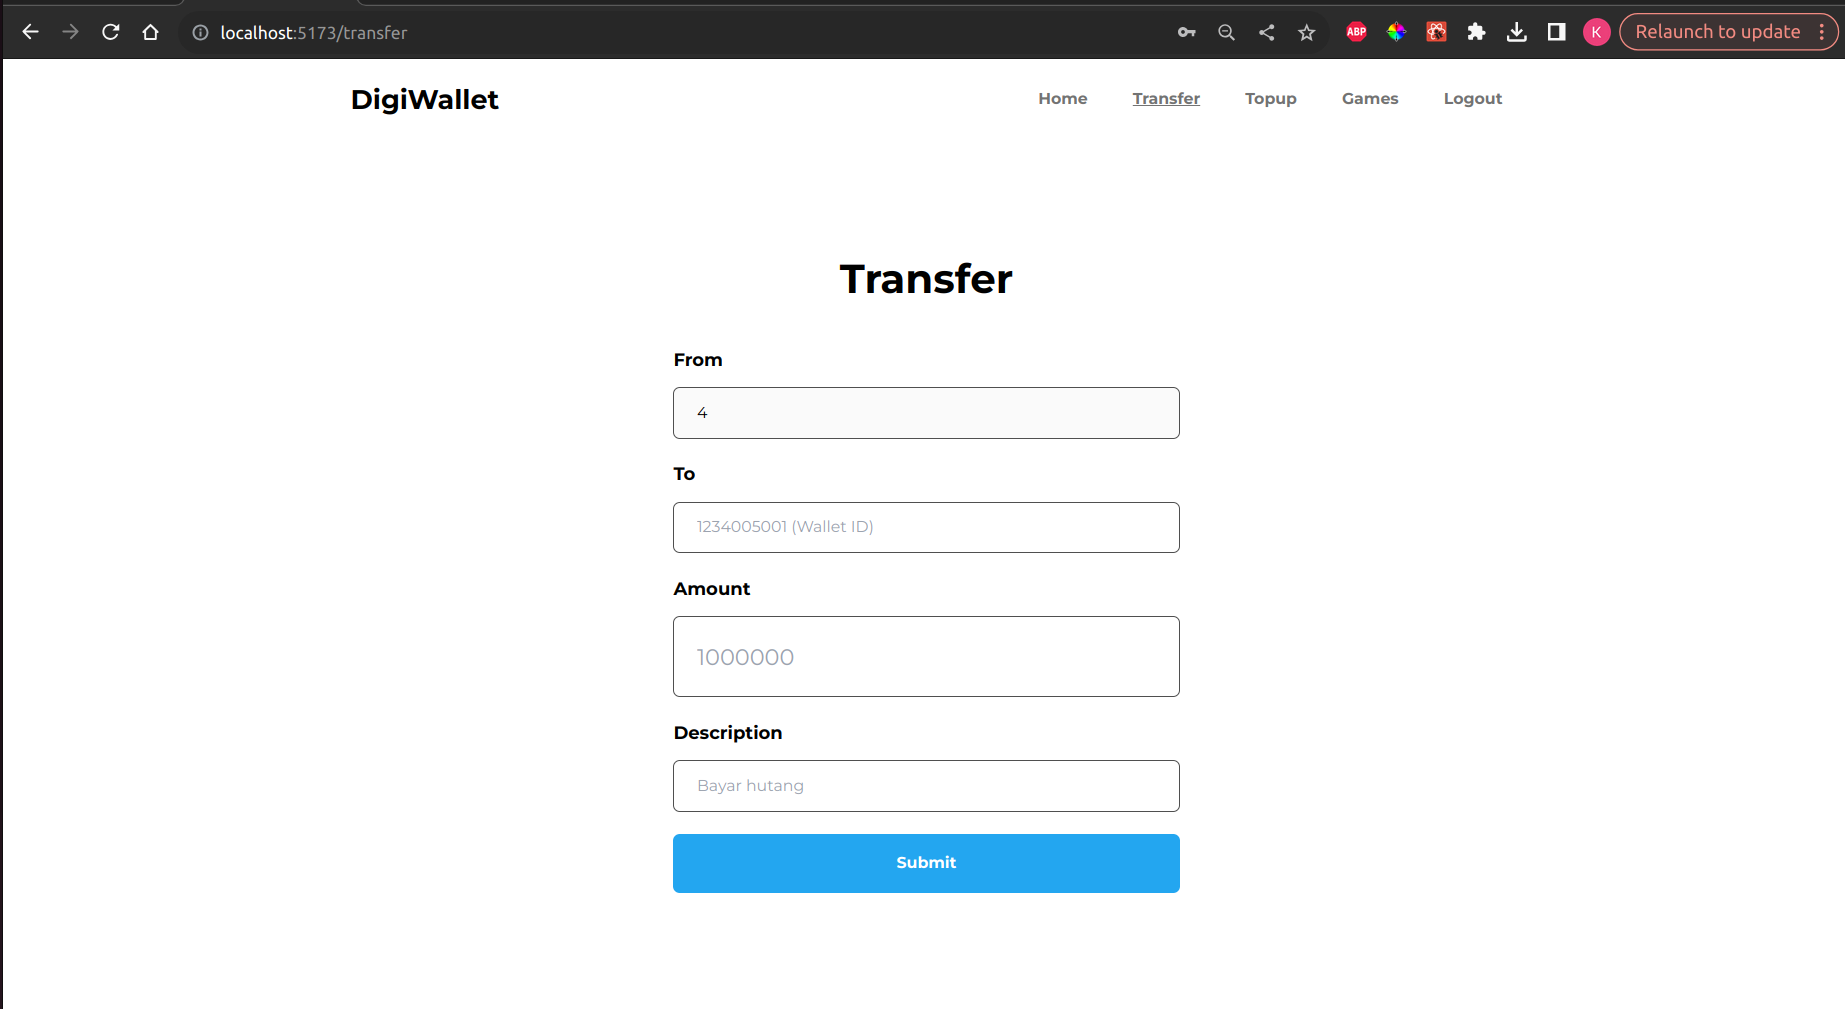 localhost:5173/transfer
ABP
K
Relaunch to update
DigiWallet
Home Transfer Topup Games Logout
Transfer
From
4
To
1234005001 (Wallet ID)
Amount
1000000
Description
Bayar hutang
Submit